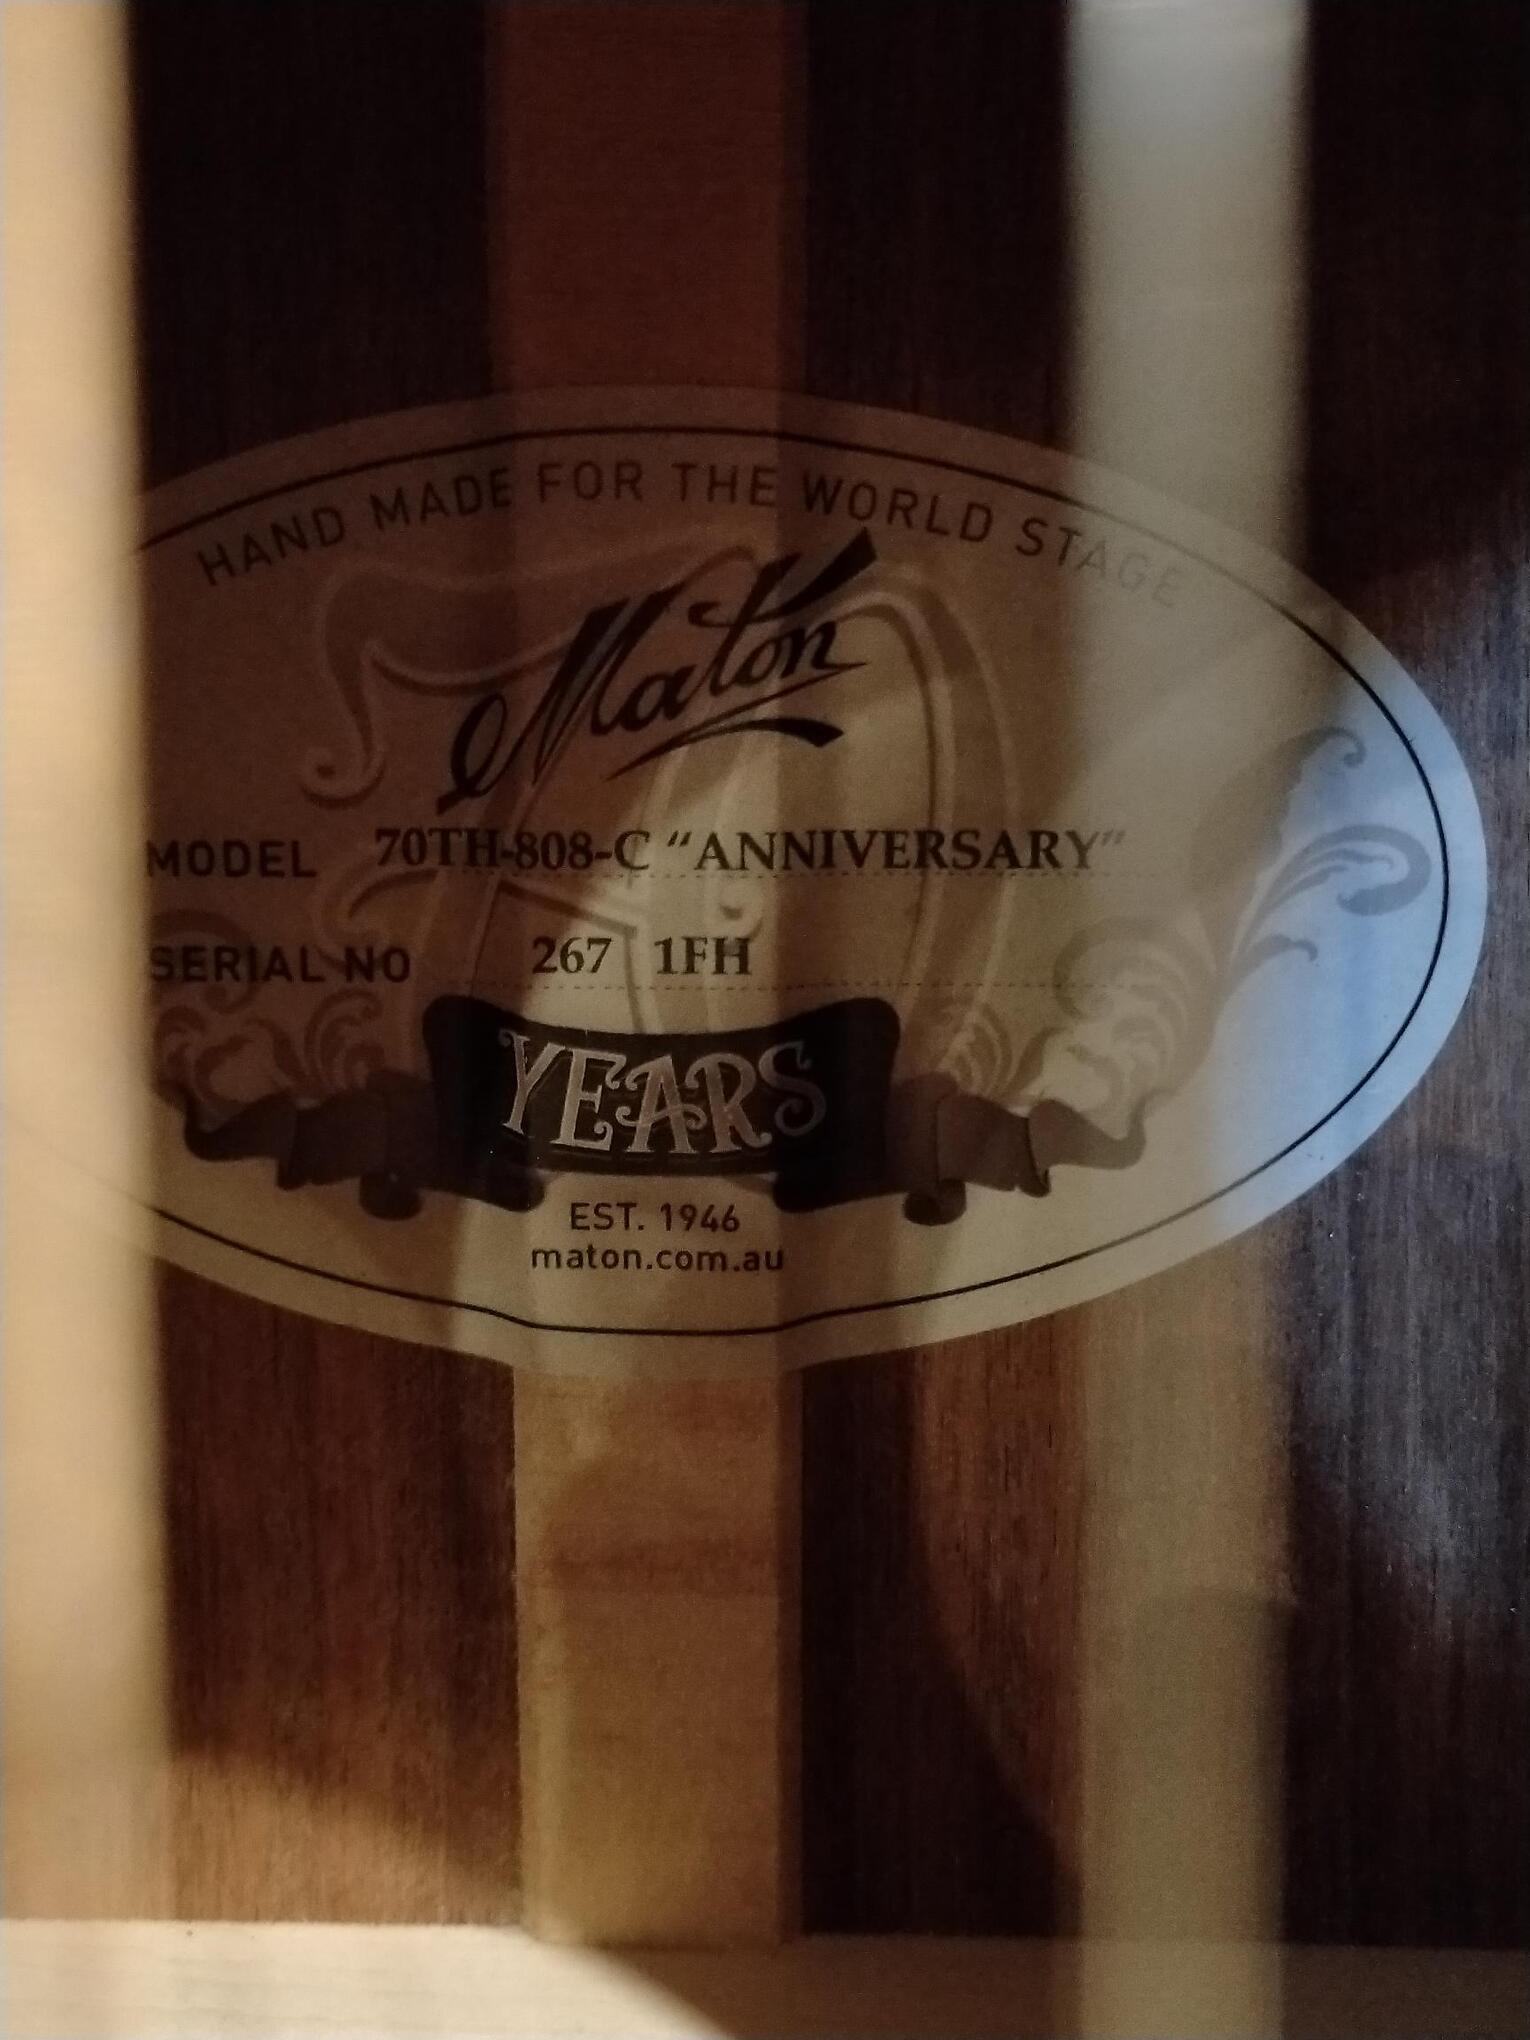 HAND MADE FOR THE WORLD STAGE
Maton
MODEL 70TH-808-C “ANNIVERSARY”
SERIAL NO 267 1FH
YEARS
EST. 1946
maton.com.au